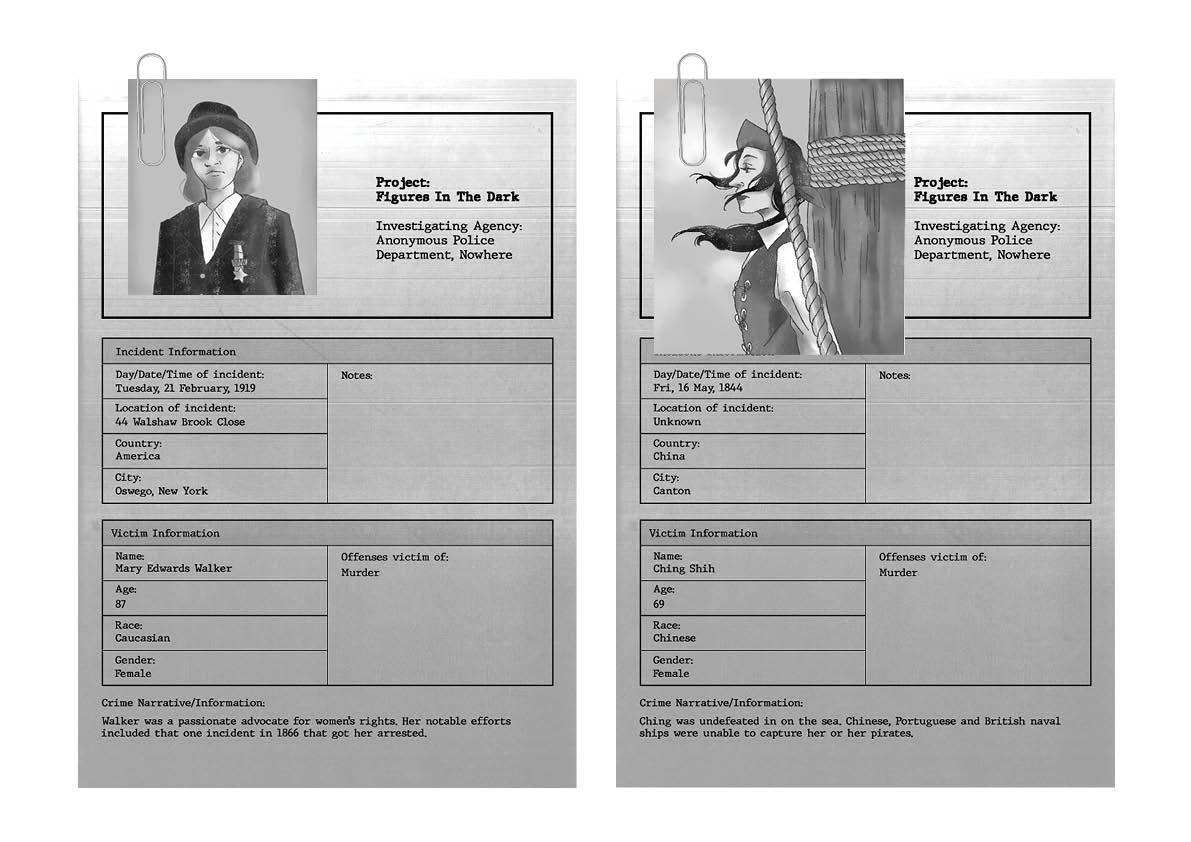 Project:
Figures In The Dark
Investigating Agency:
Anonymous Police
Department, Nowhere
Incident Information
Day/Date/Time of incident:
Tuesday, 21 February, 1919
Notes:
Location of incident:
44 Walshaw Brook Close
Country:
America
City:
Oswego, New York
Victim Information
Name:
Mary Edwards Walker
Offenses victim of:
Murder
Age:
87
Race:
Caucasian
Gender:
Female
Crime Narrative/Information:
Walker was a passionate advocate for women's rights. Her notable efforts
included that one incident in 1866 that got her arrested.
Project:
Figures In The Dark
Investigating Agency:
Anonymous Police
Department, Nowhere
Day/Date/Time of incident:
Fri, 16 May, 1844
Notes:
Location of incident:
Unknown
Country:
China
City:
Canton
Victim Information
Name:
Ching Shih
Offenses victim of:
Murder
Age:
69
Race:
Chinese
Gender:
Female
Crime Narrative/Information:
Ching was undefeated in on the sea. Chinese, Portuguese and British naval
ships were unable to capture her or her pirates.